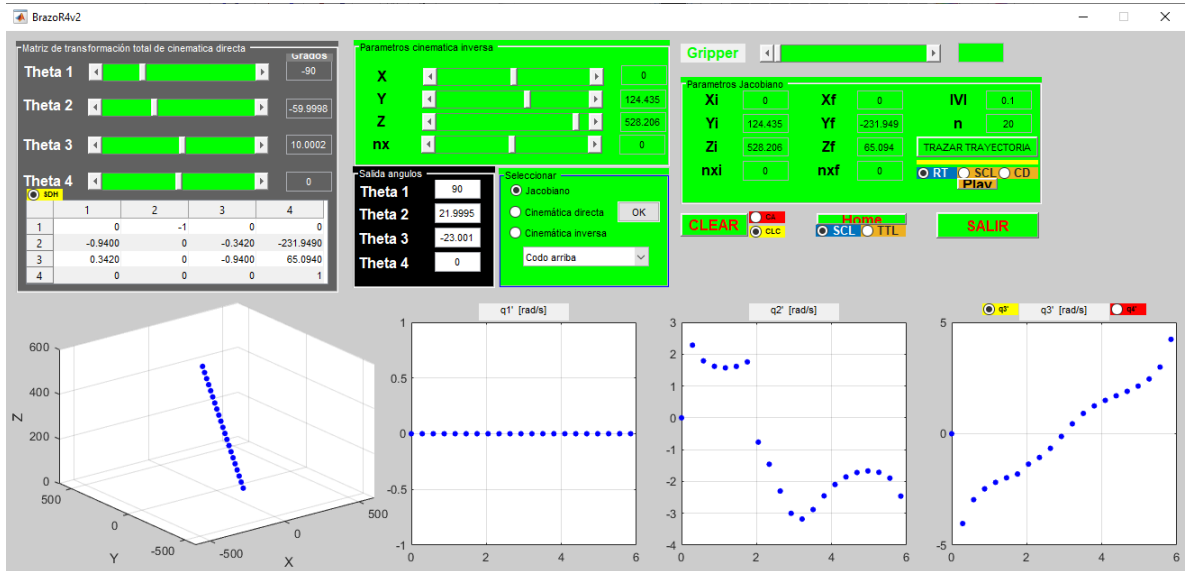 BrazoR4v2
Matriz de transformación total de cinematica directa
Grados
Theta 1 -90
Theta 2 -59.9998
Theta 3 10.0002
Theta 4 0
SDH
1 2 3 4
1 0 -1 0 0
2 -0.9400 0 -0.3420 -231.9490
3 0.3420 0 -0.9400 65.0940
4 0 0 0 1
Parametros cinematica inversa
X 0
Y 124.435
Z 528.206
nx 0
Salida angulos
Theta 1 90
Theta 2 21.9995
Theta 3 -23.001
Theta 4 0
Seleccionar
Jacobiano
Cinemática directa OK
Cinemática inversa
Codo arriba
Gripper
Parametros Jacobiano
Xi 0 Xf 0 IVI 0.1
Yi 124.435 Yf -231.949 n 20
Zi 528.206 Zf 65.094 TRAZAR TRAYECTORIA
nxi 0 nxf 0 RT SCL CD
Play
CLEAR CA Home SALIR
CLC SCL TTL
600
400
200
0
Z
500
0
-500
Y
-500
0
500
X
q1' [rad/s]
1
0.5
0
-0.5
-1
0 2 4 6
q2' [rad/s]
3
2
1
0
-1
-2
-3
-4
0 2 4 6
q3' q3' [rad/s] q4'
5
0
-5
0 2 4 6